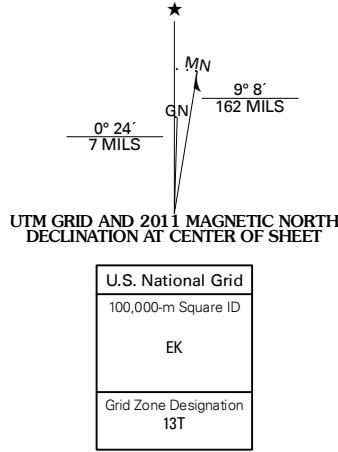 ★
MN
GN
9° 8´
162 MILS
0° 24´
7 MILS
UTM GRID AND 2011 MAGNETIC NORTH
DECLINATION AT CENTER OF SHEET
U.S. National Grid
100,000-m Square ID
EK
Grid Zone Designation
13T